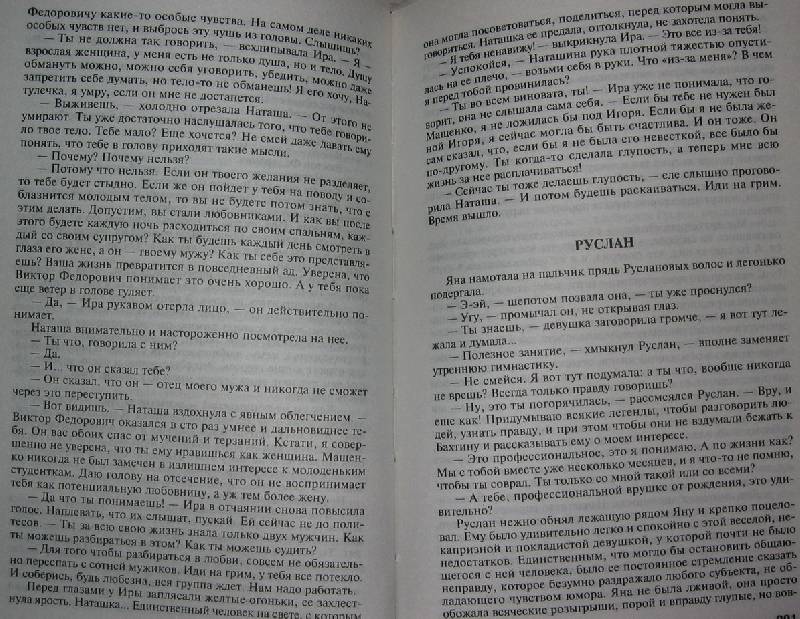 Федоровичу какие-то особые чувства. На самом деле никаких
особых чувств нет, и выбрось эту чушь из головы. Слышишь?
— Ты не должна так говорить, — всхлипывала Ира. — Я —
взрослая женщина, у меня есть не только душа, но и тело. Душу
обмануть можно, можно себя уговорить, убедить, можно даже
запретить себе думать, но тело-то не обманешь! Я его хочу, На-
тулечка, я умру, если он мне не достанется.
— Выживешь, — холодно отрезала Наташа. — От этого не
умирают. Ты уже достаточно наслушалась того, что тебе говори-
ло твое тело. Тебе мало? Еще хочется? Не смей даже давать ему
понять, что тебе в голову приходят такие мысли.
— Почему? Почему нельзя?
— Потому что нельзя. Если он твоего желания не разделяет,
то тебе будет стыдно. Если же он пойдет у тебя на поводу и со-
блазнится молодым телом, то вы не будете потом знать, что с
этим делать. Допустим, вы стали любовниками. И как вы после
этого будете каждую ночь расходиться по своим спальням, каж-
дый со своим супругом? Как ты будешь каждый день смотреть в
глаза его жене, а он — твоему мужу? Как ты себе это представля-
ешь? Наша жизнь превратится в повседневный ад. Уверена, что
Виктор Федорович понимает это очень хорошо. А у тебя пока
еще ветер в голове гуляет.
— Да, — Ира рукавом отерла лицо, — он действительно по-
нимает.
Наташа внимательно и настороженно посмотрела на нее.
— Ты что, говорила с ним?
— Да.
— И... что он сказал тебе?
— Он сказал, что он — отец моего мужа и никогда не сможет
через это переступить.
— Вот видишь, — Наташа вздохнула с явным облегчением. —
Виктор Федорович оказался в сто раз умнее и дальновиднее те-
бя. Он вас обоих спас от мучений и терзаний. Кстати, я совер-
шенно не уверена, что ты ему нравишься как женщина. Мащен-
ко никогда не был замечен в излишнем интересе к молоденьким
студенткам. Даю голову на отсечение, что он не воспринимает
тебя как потенциальную любовницу, а уж тем более жену.
— Да что ты понимаешь! — Ира в отчаянии снова повысила
голос. Наплевать, что их слышат, пускай. Ей сейчас не до поли-
тесов. — Ты за всю свою жизнь знала только двух мужчин. Как
ты можешь разбираться в этом? Как ты можешь судить?
— Для того чтобы разбираться в любви, совсем не обязатель-
но переспать с сотней мужиков. Иди на грим, у тебя все потекло.
И соберись, будь любезна, вся группа ждет. Нам надо работать.
Перед глазами у Иры заплясали желтые огоньки, ее захлест-
нула ярость. Наташка... Единственный человек на свете, с которым
она могла посоветоваться, поделиться, перед которым могла вы-
говориться. Наташка ее предала, оттолкнула, не захотела понять.
— Я тебя ненавижу! — выкрикнула Ира. — Это все из-за тебя!
— Успокойся, — Наташина рука плотной тяжестью опусти-
лась на ее плечо, — возьми себя в руки. Что «из-за меня»? В чем
я перед тобой провинилась?
— Ты во всем виновата, ты! — Ира уже не понимала, что го-
ворит, она не слышала сама себя. — Если бы тебе не нужен был
Мащенко, я не ложилась бы под Игоря. Если бы я не была же-
ной Игоря, я сейчас могла бы быть счастлива. И он тоже. Он
сам сказал, что, если бы я не была его невесткой, все было бы
по-другому. Ты когда-то сделала глупость, а теперь мне всю
жизнь за нее расплачиваться!
— Сейчас ты тоже делаешь глупость, — еле слышно прогово-
рила Наташа. — И потом будешь раскаиваться. Иди на грим.
Время вышло.
РУСЛАН
Яна намотала на пальчик прядь Руслановых волос и легонько
подергала.
— Э-эй, — шепотом позвала она, — ты уже проснулся?
— Угу, — промычал он, не открывая глаз.
— Ты знаешь, — девушка заговорила громче, — я вот тут ле-
жала и думала...
— Полезное занятие, — хмыкнул Руслан, — вполне заменяет
утреннюю гимнастику.
— Не смейся. Я вот тут подумала: а ты что, вообще никогда
не врешь? Всегда только правду говоришь?
— Ну, это ты погорячилась, — рассмеялся Руслан. — Вру, и
еще как! Придумываю всякие легенды, чтобы разговорить лю-
дей, узнать правду, и при этом чтобы они не вздумали бежать к
Бахтину и рассказывать ему о моем интересе.
— Это профессиональное, это я понимаю. А по жизни как?
Мы с тобой вместе уже несколько месяцев, и я что-то не помню,
чтобы ты соврал. Ты только со мной такой или со всеми?
— А тебе, профессиональной врушке от рождения, это уди-
вительно?
Руслан нежно обнял лежащую рядом Яну и крепко поцело-
вал. Ему было удивительно легко и спокойно с этой веселой, не-
капризной и покладистой девушкой, у которой почти не было
недостатков. Единственным, что могло бы остановить общаю-
щегося с ней человека, было ее постоянное стремление сказать
неправду, которое безумно раздражало любого субъекта, не об-
ладающего чувством юмора. Яна не была лживой, она просто
обожала всяческие розыгрыши, порой и вправду глупые, но вов-